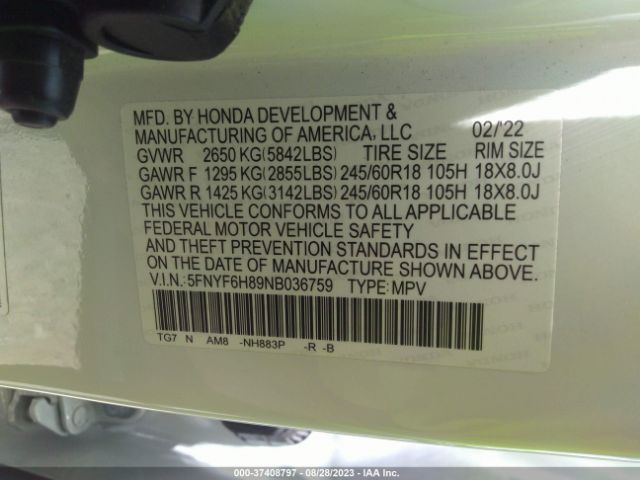 MFD. BY HONDA DEVELOPMENT &
MANUFACTURING OF AMERICA, LLC 02/'22
GVWR 2650 KG(5842LBS) TIRE SIZE RIM SIZE
GAWR F 1295 KG(2855LBS) 245/60R18 105H 18X8.0J
GAWR R 1425 KG(3142LBS) 245/60R18 105H 18X8.0J
THIS VEHICLE CONFORMS TO ALL APPLICABLE
FEDERAL MOTOR VEHICLE SAFETY
AND THEFT PREVENTION STANDARDS IN EFFECT
ON THE DATE OF MANUFACTURE SHOWN ABOVE.
V.I.N.: 5FNYF6H89NB036759 TYPE: MPV
TG7 N AM8 -NH883P -R -B
000-37408797 - 08/28/2023 - IAA Inc.